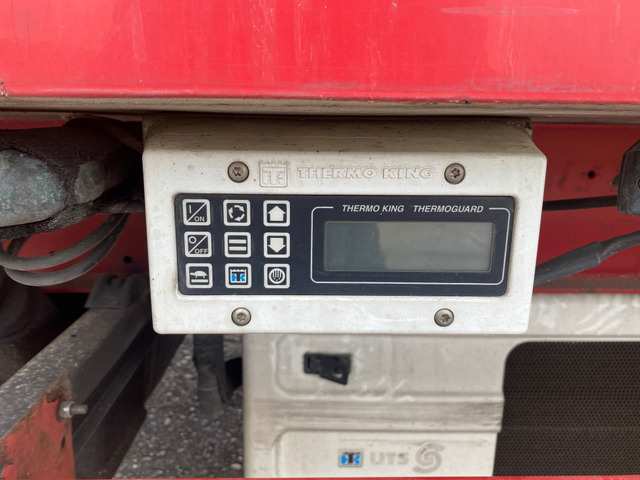 THERMO KING
THERMO KING THERMOGUARD
I/ON
O/OFF
UTS